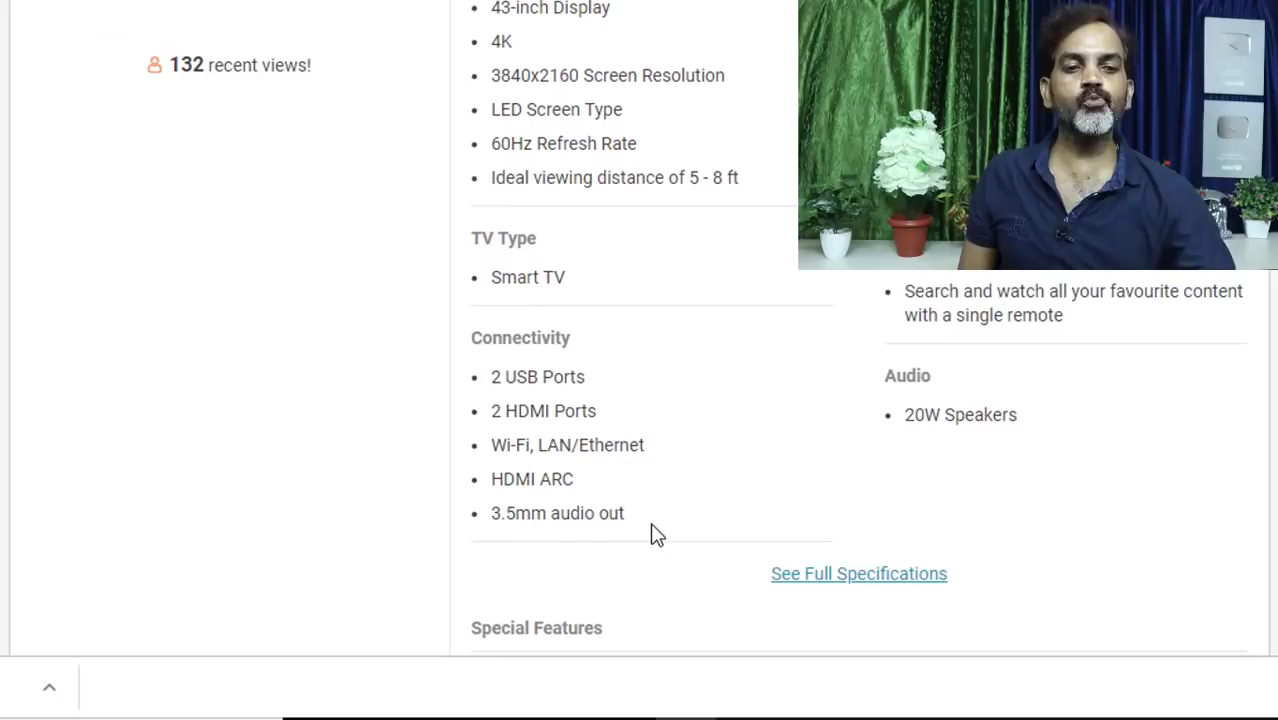 43-inch Display
4K
3840x2160 Screen Resolution
LED Screen Type
60Hz Refresh Rate
Ideal viewing distance of 5 - 8 ft
132 recent views!
TV Type
Smart TV
Connectivity
2 USB Ports
2 HDMI Ports
Wi-Fi, LAN/Ethernet
HDMI ARC
3.5mm audio out
Search and watch all your favourite content
with a single remote
Audio
20W Speakers
See Full Specifications
Special Features